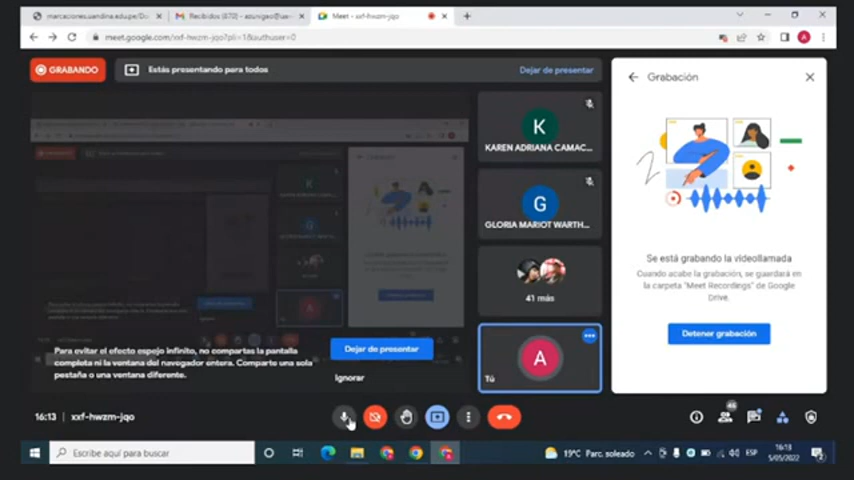 marcaciones.uandina.edu.pe/Do
Recibidos (872) - azunigao@ua
Meet - xxf-hwzm-jqo
meet.google.com/xxf-hwzm-jqo?pli=1&authuser=0
GRABANDO
Estás presentando para todos
Dejar de presentar
Grabación
K
KAREN ADRIANA CAMAC...
G
GLORIA MARIOT WARTH...
41 más
A
Tú
Se está grabando la videollamada
Cuando acabe la grabación, se guardará en
la carpeta "Meet Recordings" de Google
Drive.
Detener grabación
Para evitar el efecto espejo infinito, no compartas la pantalla
completa ni la ventana del navegador entera. Comparte una sola
pestaña o una ventana diferente.
Dejar de presentar
Ignorar
16:13 | xxf-hwzm-jqo
Escribe aquí para buscar
19°C Parc. soleado
ESP
16:13
5/05/2022